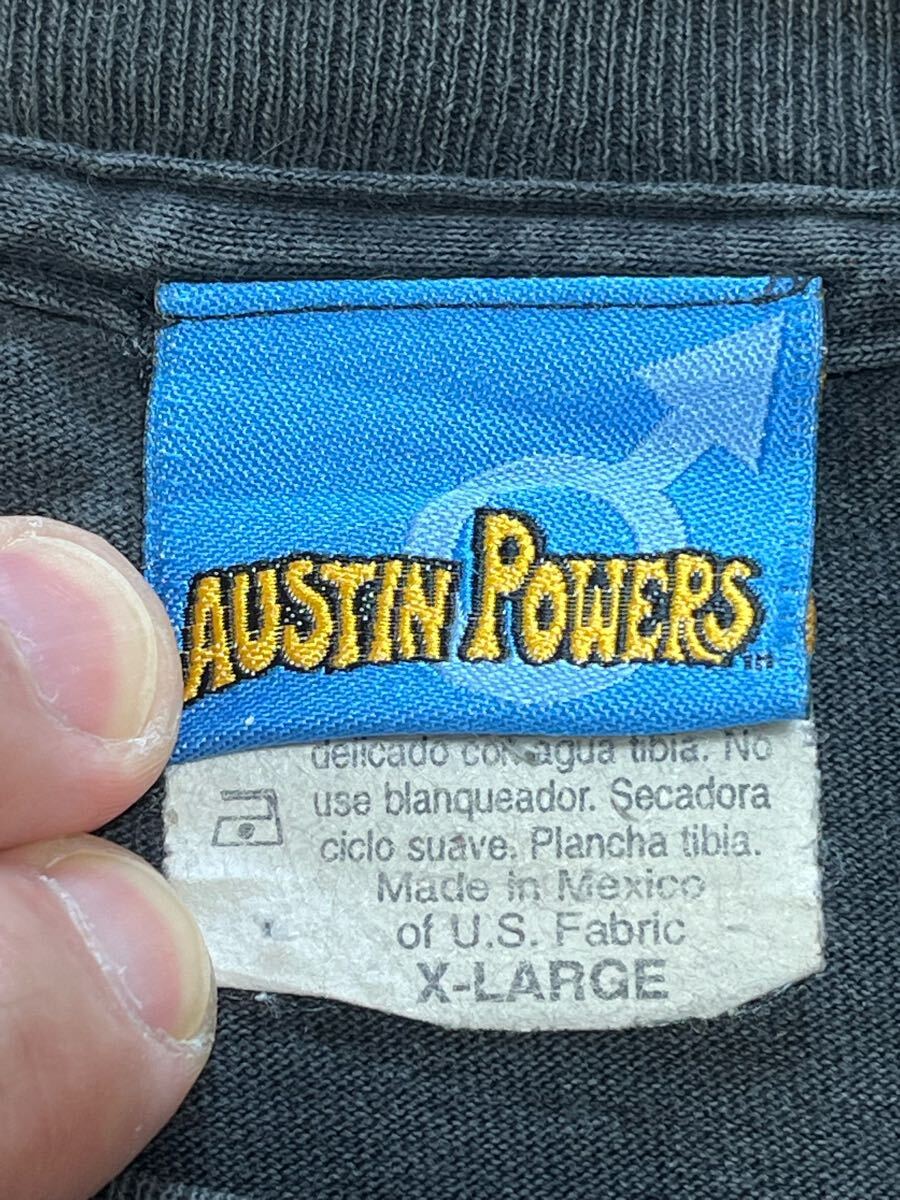 AUSTIN POWERS™
delicado con agua tibia. No
use blanqueador. Secadora
ciclo suave. Plancha tibia.
Made in Mexico
of U.S. Fabric
X-LARGE